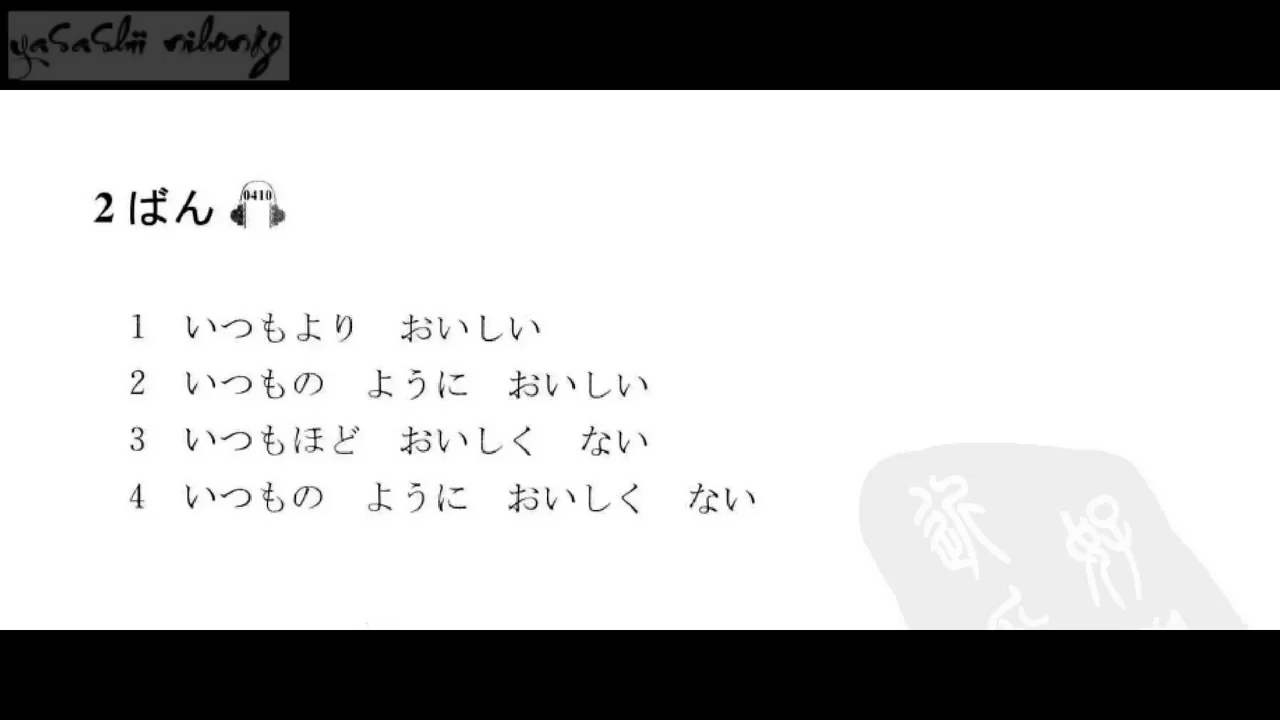 yasashii nihongo
2ばん 0410
1 いつもより おいしい
2 いつもの ように おいしい
3 いつもほど おいしく ない
4 いつもの ように おいしく ない